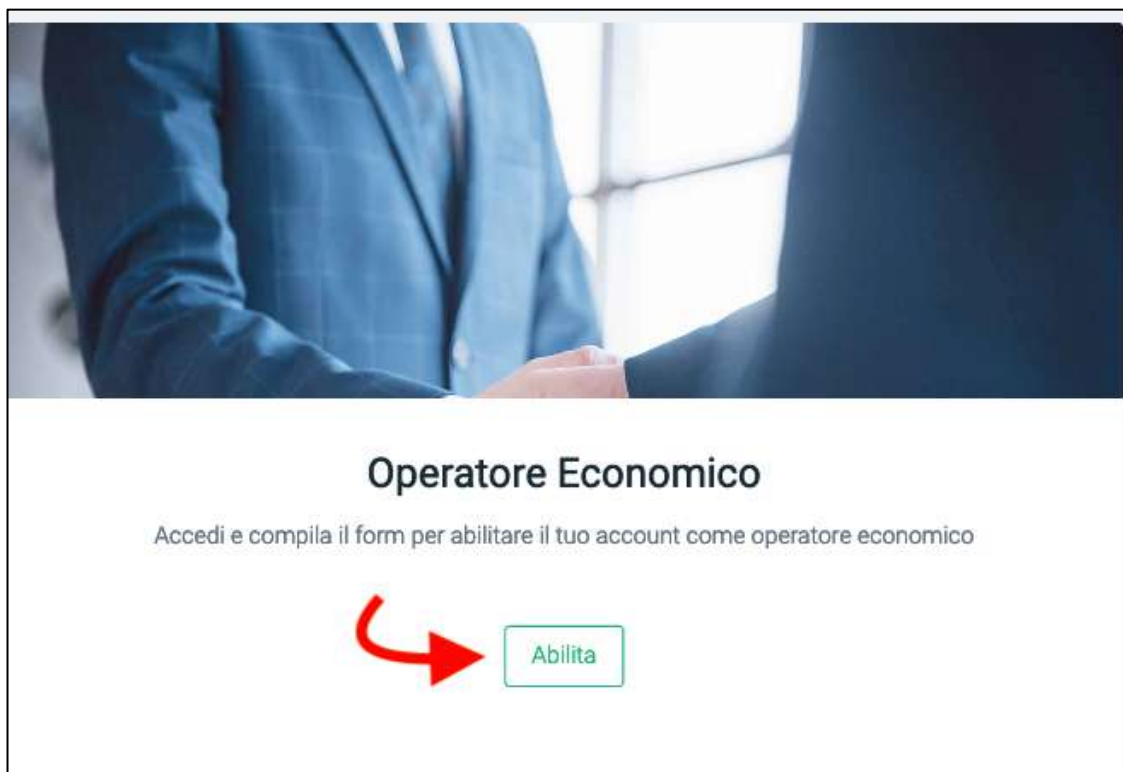 Operatore Economico
Accedi e compila il form per abilitare il tuo account come operatore economico
Abilita